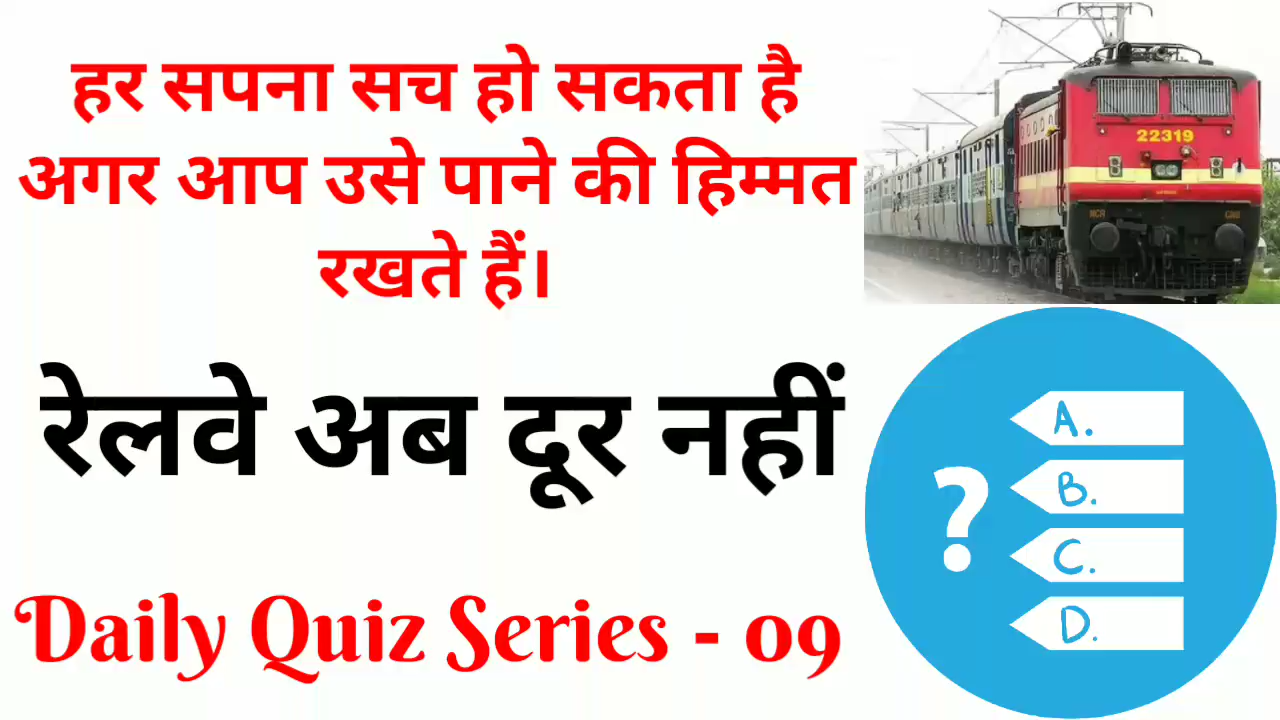 हर सपना सच हो सकता है
अगर आप उसे पाने की हिम्मत
रखते हैं।
रेलवे अब दूर नहीं
Daily Quiz Series - 09
22319
?
A.
B.
C.
D.